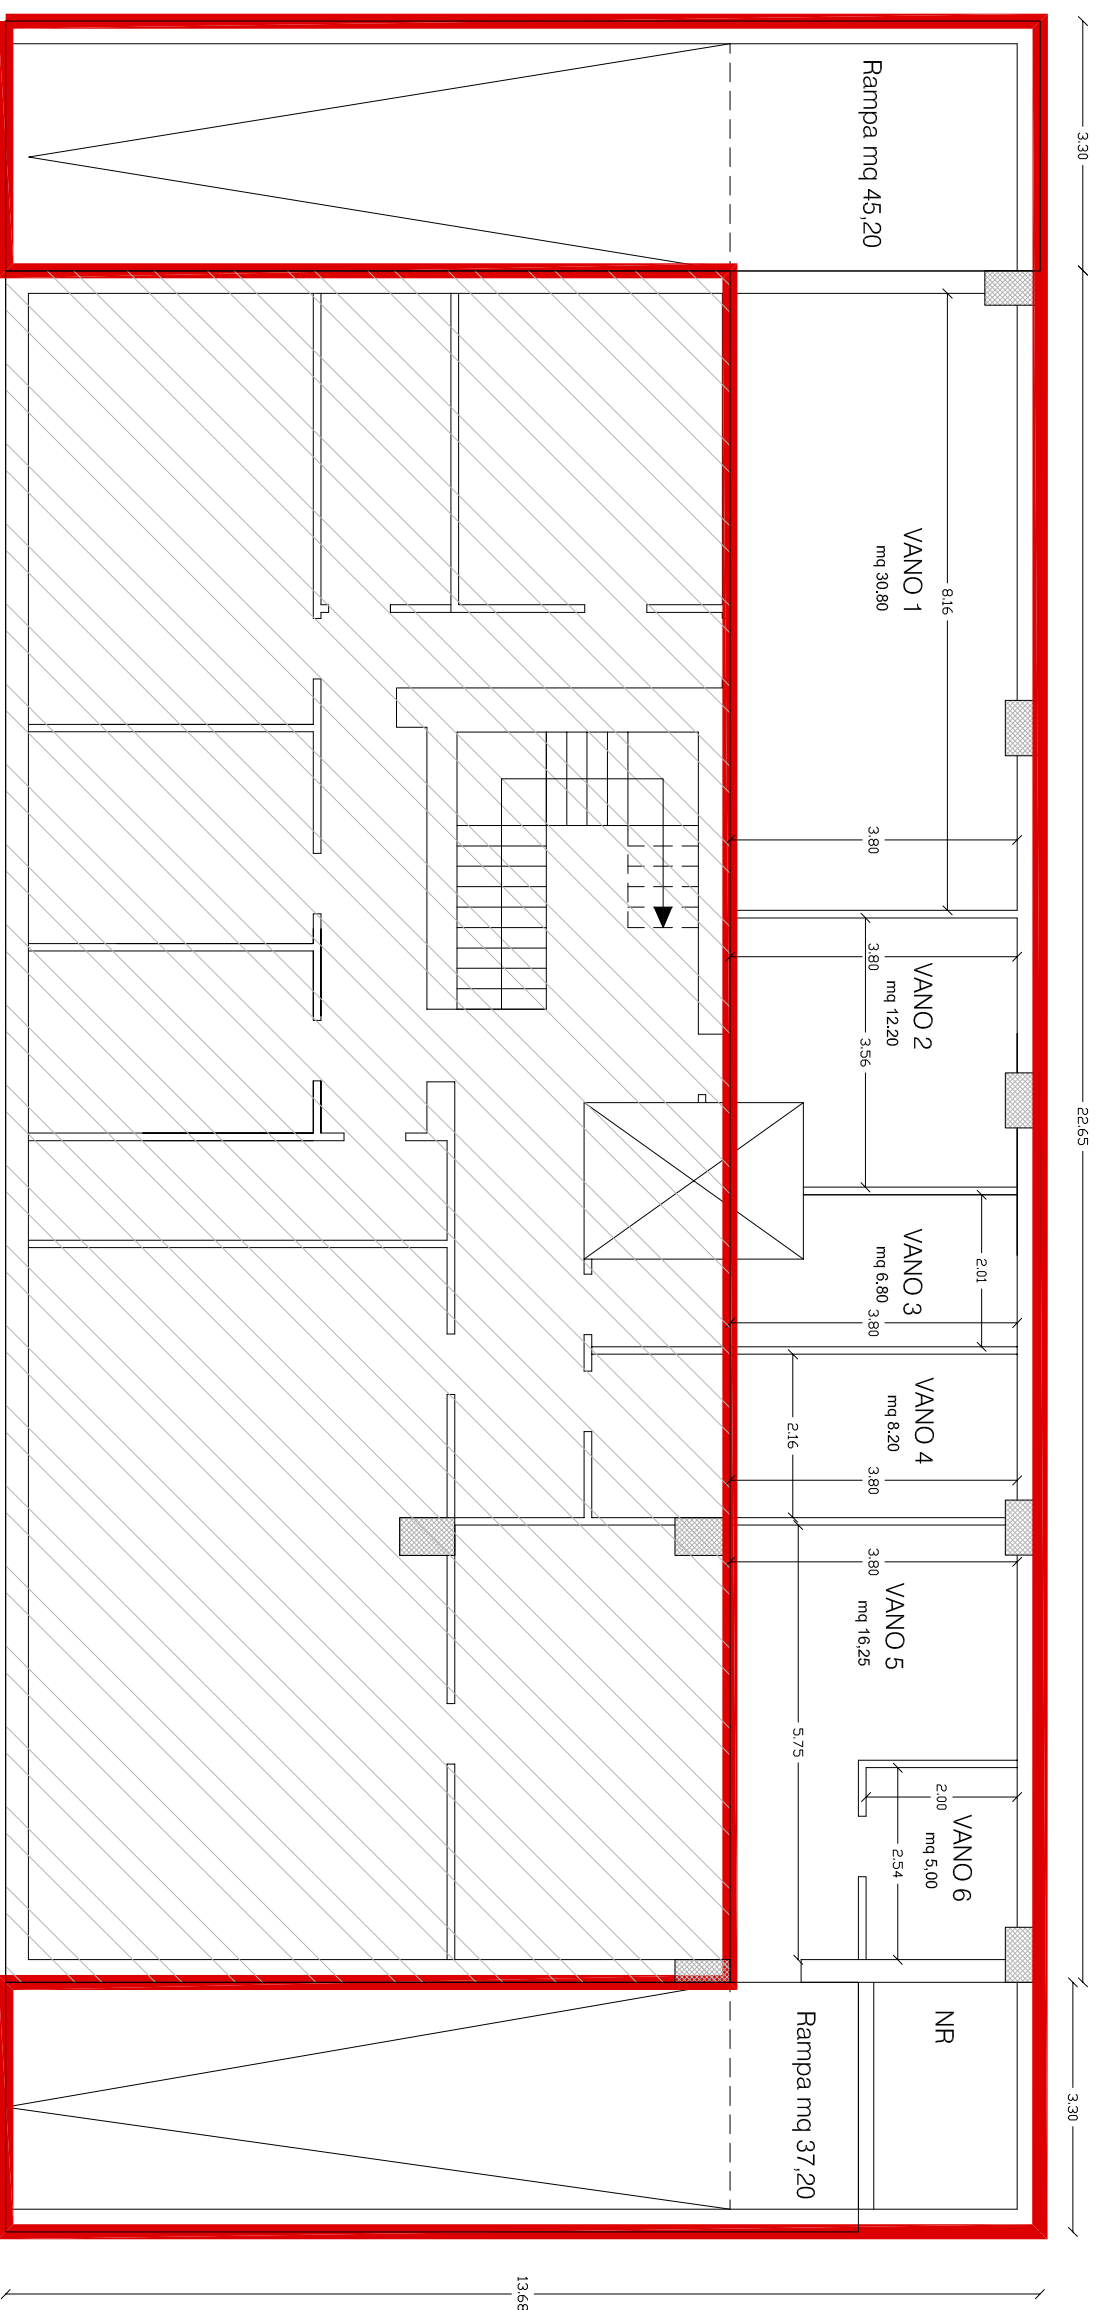 3.30
Rampa mq 45,20
8.16
VANO 1
mq 30.80
3.80
22.65
3.80
VANO 2
mq 12.20
3.56
2.01
VANO 3
mq 6.80
3.80
VANO 4
mq 8.20
2.16
3.80
3.80
VANO 5
mq 16,25
5.75
2.00
VANO 6
mq 5,00
2.54
NR
Rampa mq 37,20
3.30
13.68